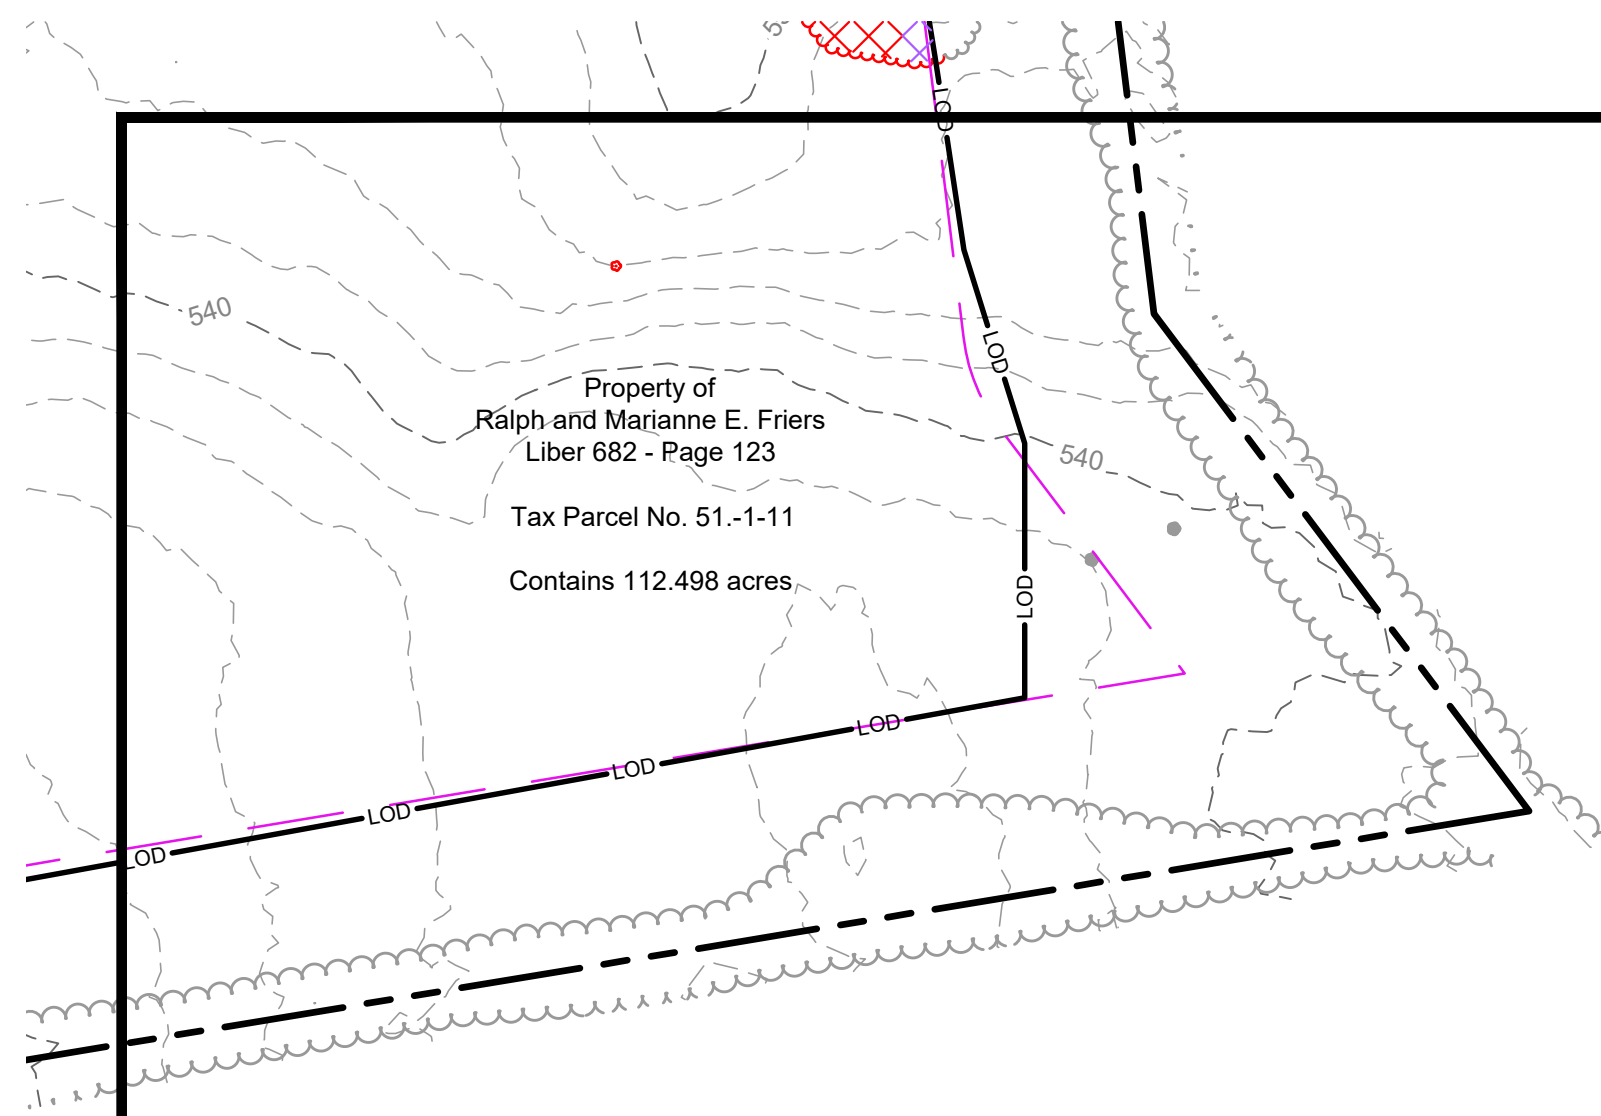 5
LOD
540
LOD
Property of
Ralph and Marianne E. Friers
Liber 682 - Page 123
540
Tax Parcel No. 51.-1-11
Contains 112.498 acres
LOD
LOD
LOD
LOD
LOD